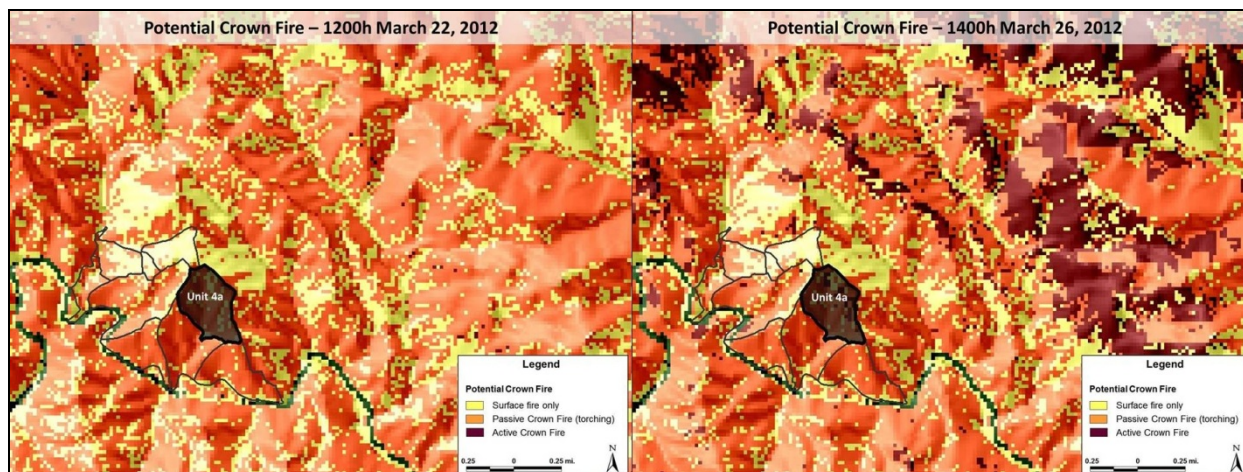 Potential Crown Fire – 1200h March 22, 2012
Unit 4a
Legend
Potential Crown Fire
Surface fire only
Passive Crown Fire (torching)
Active Crown Fire
N
0.25 0 0.25 mi.
Potential Crown Fire – 1400h March 26, 2012
Unit 4a
Legend
Potential Crown Fire
Surface fire only
Passive Crown Fire (torching)
Active Crown Fire
N
0.25 0 0.25 mi.